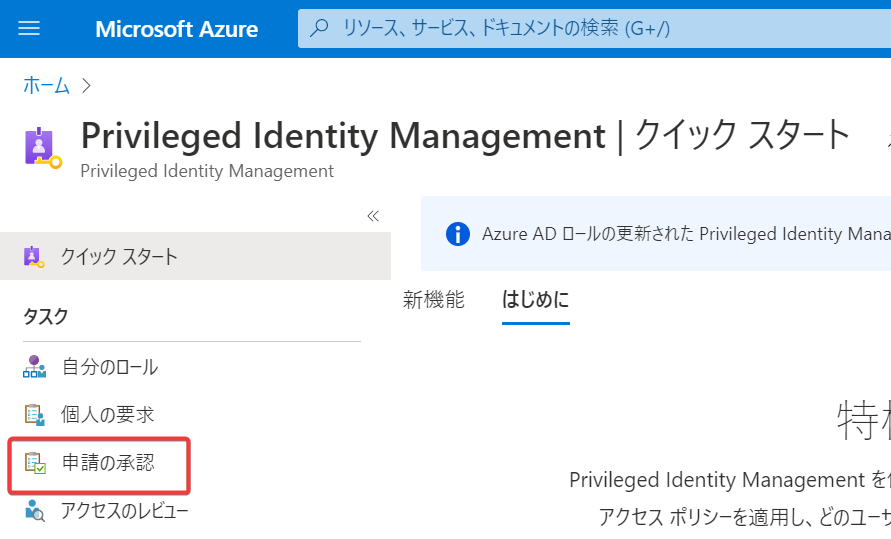 Microsoft Azure
リソース、サービス、ドキュメントの検索 (G+/)
ホーム
Privileged Identity Management | クイック スタート
Privileged Identity Management
クイック スタート
Azure AD ロールの更新された Privileged Identity Mana
新機能 はじめに
タスク
自分のロール
個人の要求
申請の承認
アクセスのレビュー
特
Privileged Identity Management を
アクセス ポリシーを適用し、どのユーザ